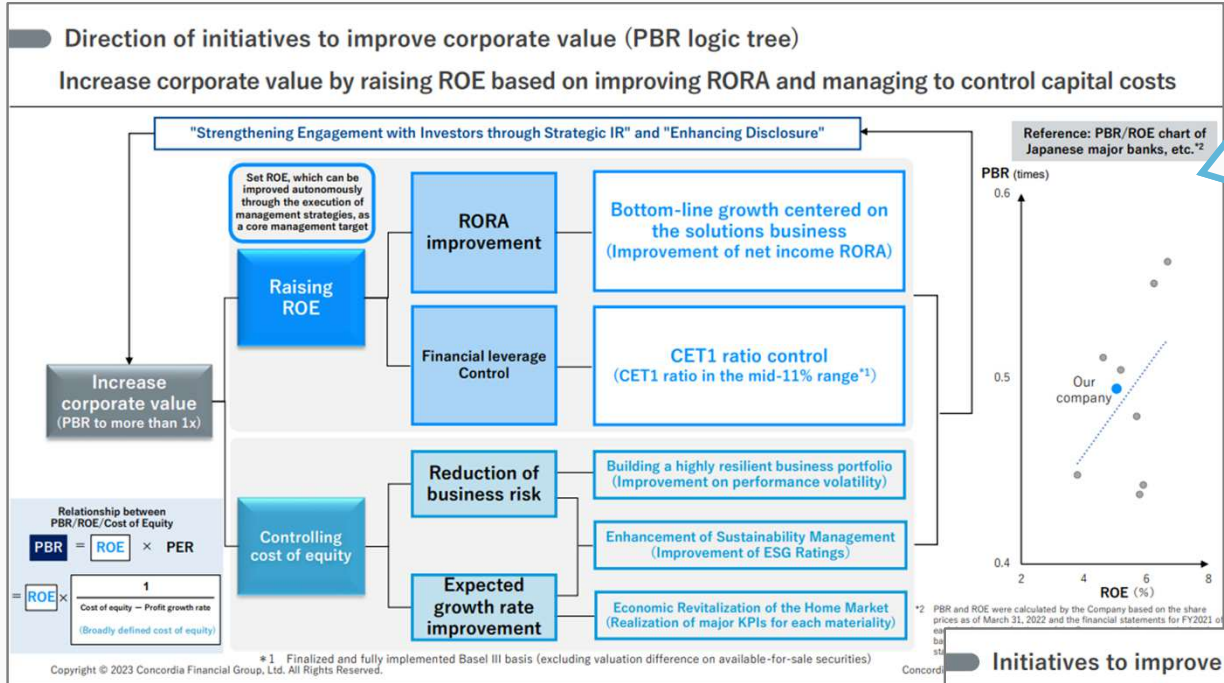 Direction of initiatives to improve corporate value (PBR logic tree)
Increase corporate value by raising ROE based on improving RORA and managing to control capital costs
"Strengthening Engagement with Investors through Strategic IR" and "Enhancing Disclosure"
Set ROE, which can be
improved autonomously
through the execution of
management strategies, as
a core management target
Raising
ROE
RORA
improvement
Bottom-line growth centered on
the solutions business
(Improvement of net income RORA)
Financial leverage
Control
CET1 ratio control
(CET1 ratio in the mid-11% range*1)
Increase
corporate value
(PBR to more than 1x)
Controlling
cost of equity
Reduction of
business risk
Building a highly resilient business portfolio
(Improvement on performance volatility)
Enhancement of Sustainability Management
(Improvement of ESG Ratings)
Expected
growth rate
improvement
Economic Revitalization of the Home Market
(Realization of major KPIs for each materiality)
Relationship between
PBR/ROE/Cost of Equity
PBR = ROE × PER
= ROE × 1
Cost of equity − Profit growth rate
(Broadly defined cost of equity)
Reference: PBR/ROE chart of
Japanese major banks, etc.*2
PBR (times)
0.6
0.5
Our
company
0.4
2 4 6 8
ROE (%)
*2 PBR and ROE were calculated by the Company based on the share
prices as of March 31, 2022 and the financial statements for FY2021 of
*1 Finalized and fully implemented Basel III basis (excluding valuation difference on available-for-sale securities)
Copyright © 2023 Concordia Financial Group, Ltd. All Rights Reserved.
Initiatives to improve